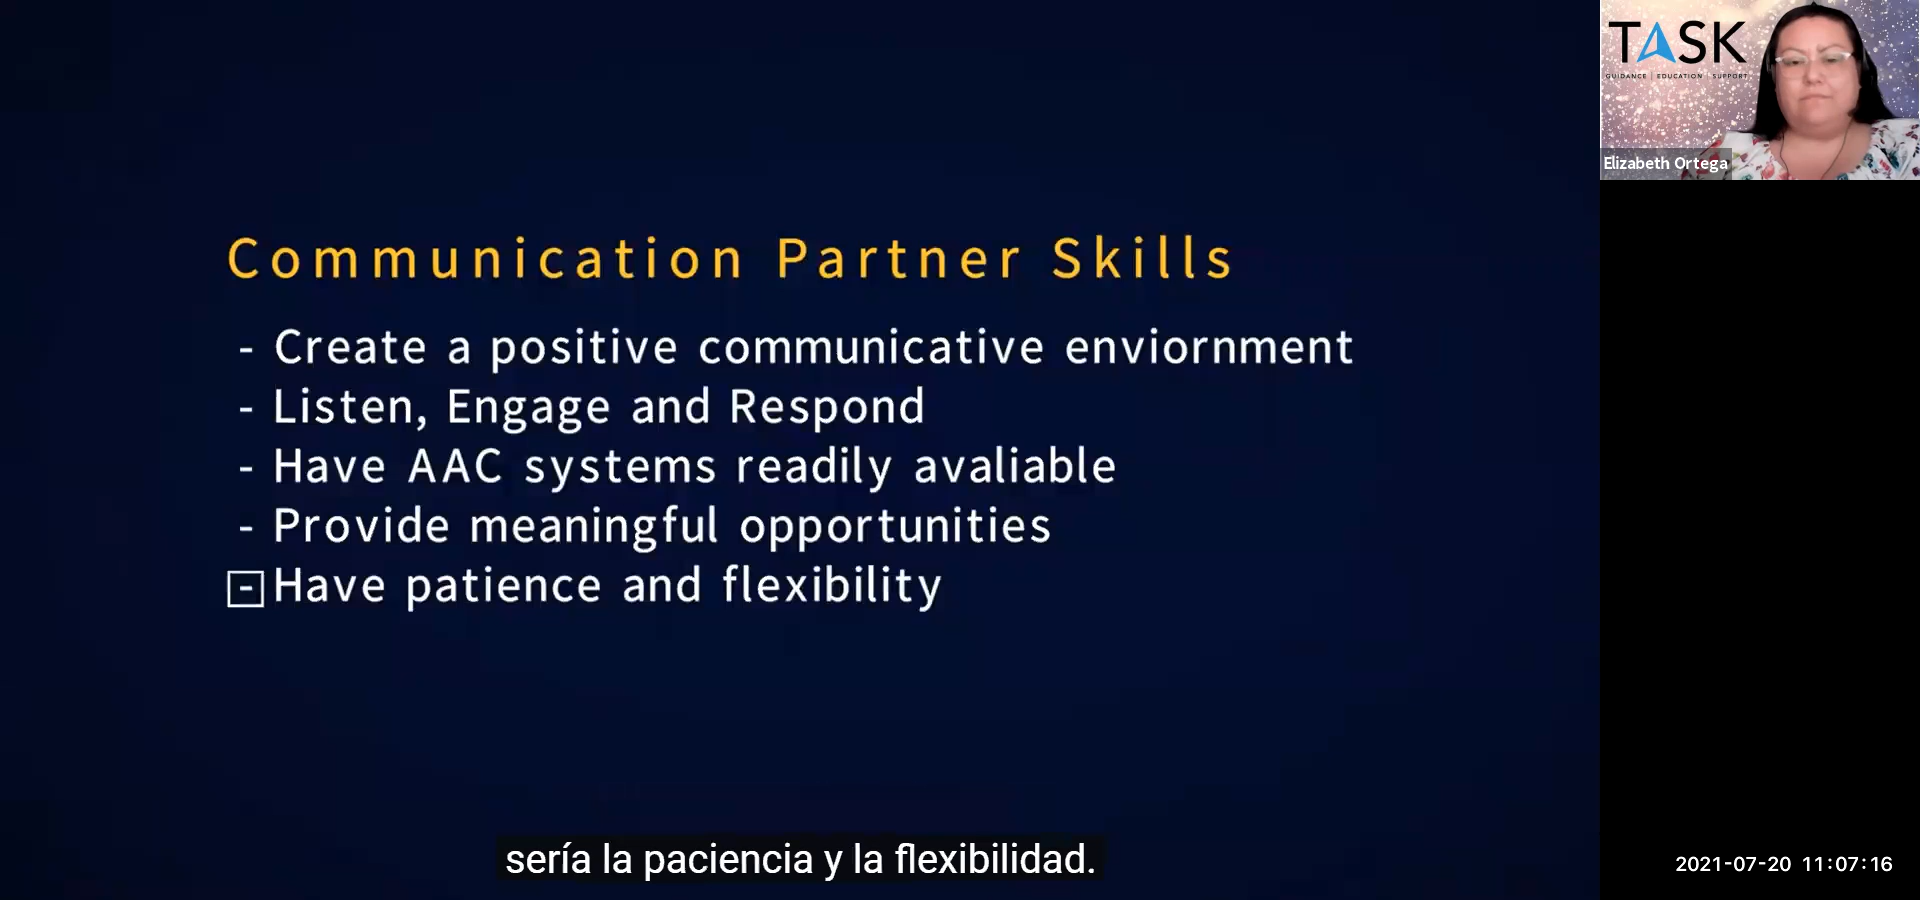 Communication Partner Skills
- Create a positive communicative enviornment
- Listen, Engage and Respond
- Have AAC systems readily avaliable
- Provide meaningful opportunities
- Have patience and flexibility
sería la paciencia y la flexibilidad.
TASK
GUIDANCE | EDUCATION | SUPPORT
Elizabeth Ortega
2021-07-20 11:07:16